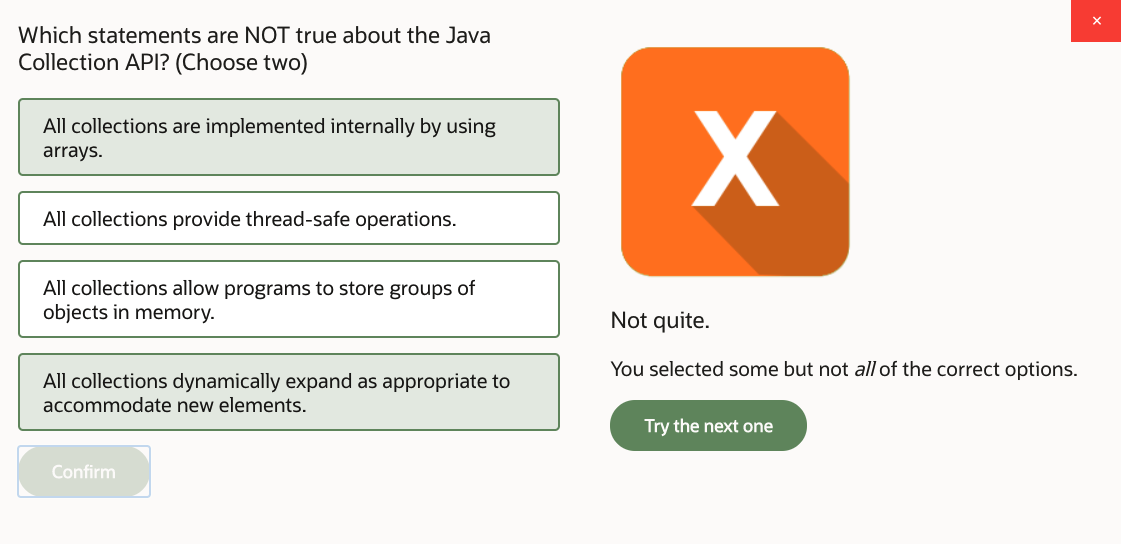 Which statements are NOT true about the Java
Collection API? (Choose two)
All collections are implemented internally by using
arrays.
All collections provide thread-safe operations.
All collections allow programs to store groups of
objects in memory.
All collections dynamically expand as appropriate to
accommodate new elements.
Confirm
×
X
Not quite.
You selected some but not all of the correct options.
Try the next one